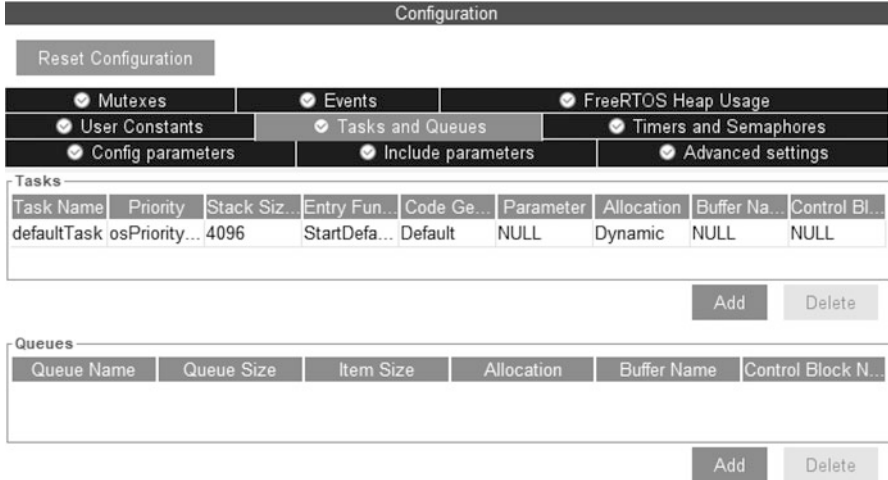 Configuration
Reset Configuration
Mutexes Events FreeRTOS Heap Usage
User Constants Tasks and Queues Timers and Semaphores
Config parameters Include parameters Advanced settings
Tasks
Task Name Priority Stack Siz... Entry Fun... Code Ge... Parameter Allocation Buffer Na... Control Bl...
defaultTask osPriority... 4096 StartDefa... Default NULL Dynamic NULL NULL
Add Delete
Queues
Queue Name Queue Size Item Size Allocation Buffer Name Control Block N...
Add Delete